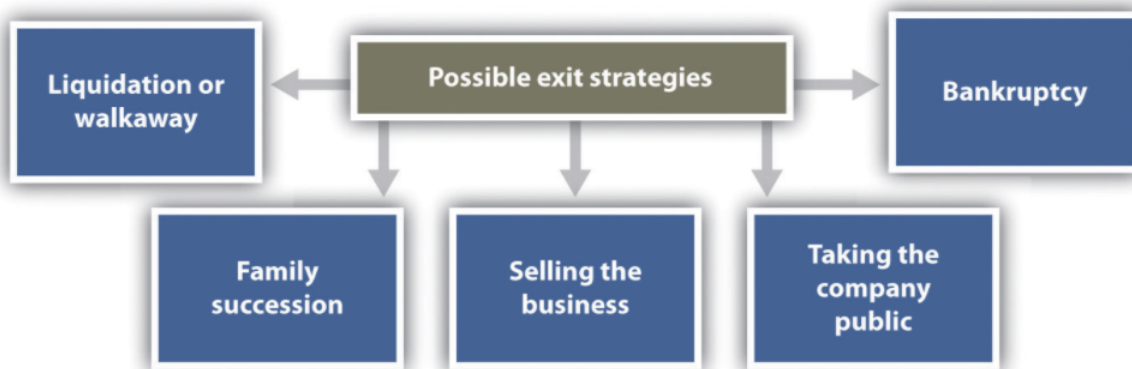 Possible exit strategies
Liquidation or
walkaway
Bankruptcy
Family
succession
Selling the
business
Taking the
company
public